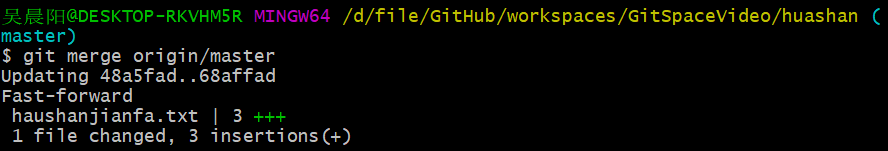 吴晨阳@DESKTOP-RKVHM5R MINGW64 /d/file/GitHub/workspaces/GitSpaceVideo/huashan (
master)
$ git merge origin/master
Updating 48a5fad..68affad
Fast-forward
 haushanjianfa.txt | 3 +++
 1 file changed, 3 insertions(+)